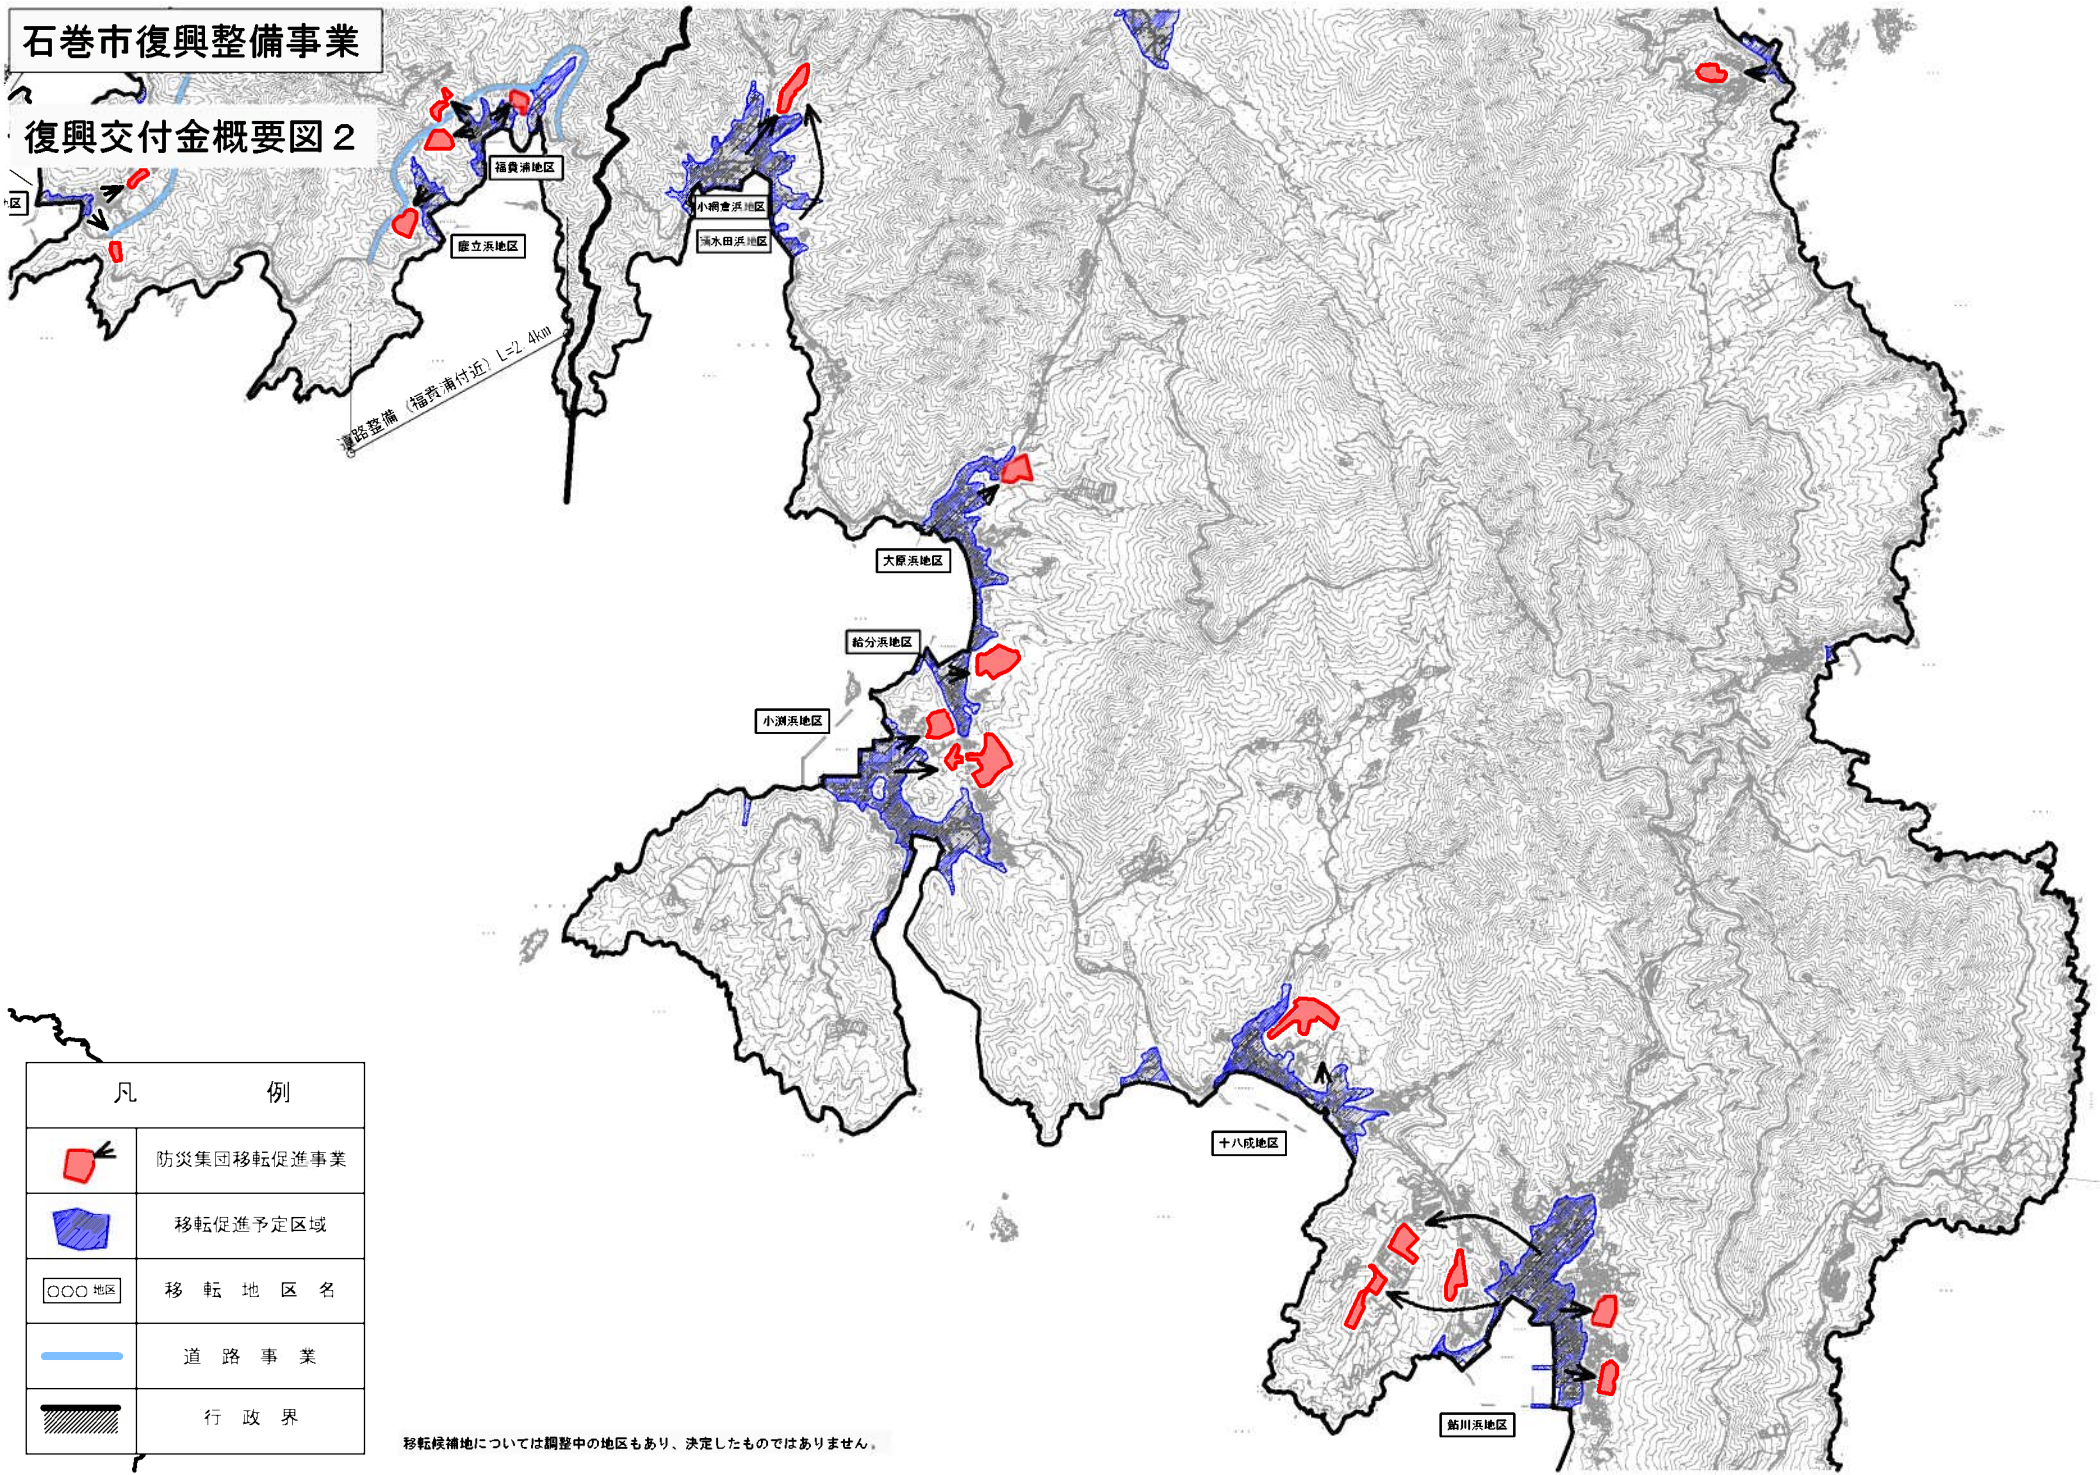 石巻市復興整備事業
復興交付金概要図2
区
福貴浦地区
鹿立浜地区
小網倉浜地区
清水田浜地区
道路整備（福貴浦付近）L=2.4km
大原浜地区
給分浜地区
小渕浜地区
十八成地区
鮎川浜地区
凡 例
防災集団移転促進事業
移転促進予定区域
○○○地区
移転地区名
道路事業
行政界
移転候補地については調整中の地区もあり、決定したものではありません。